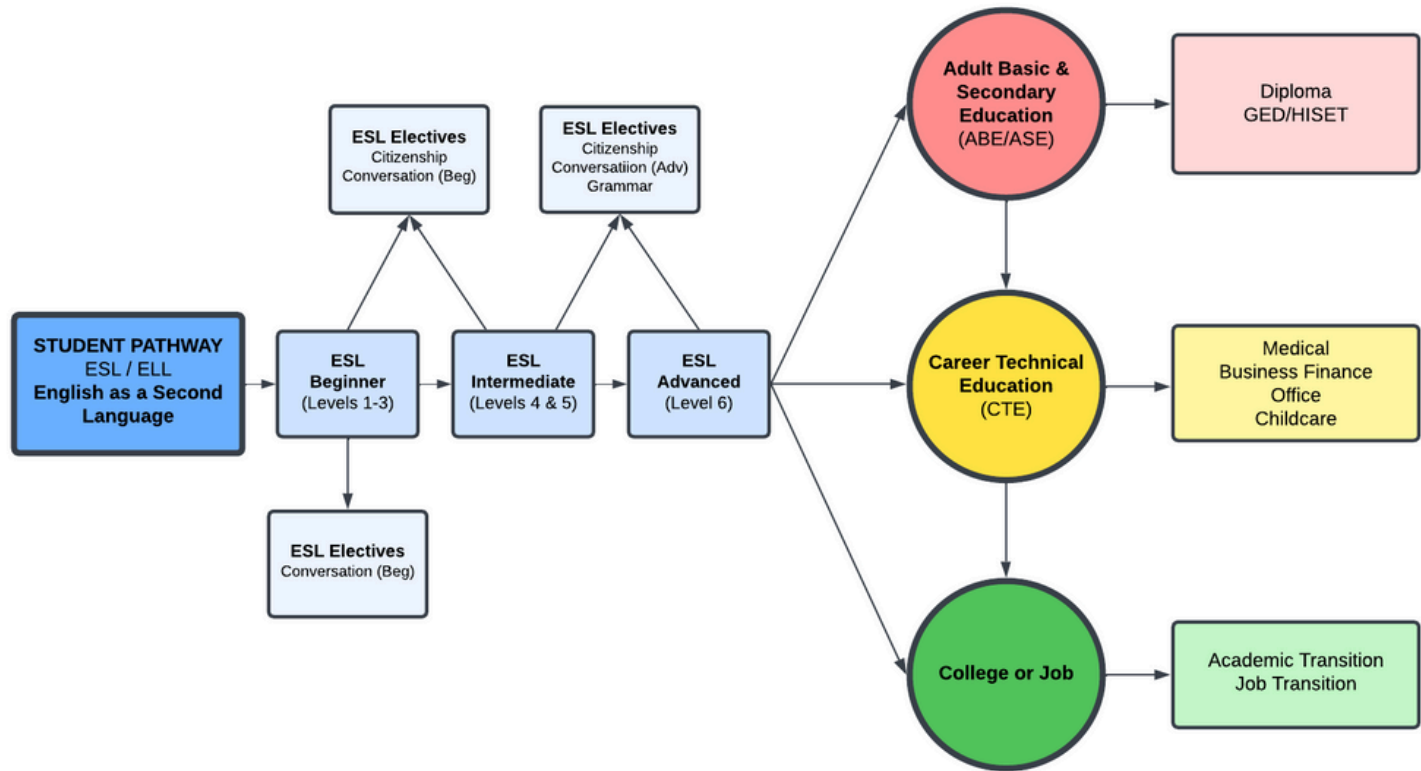 STUDENT PATHWAY
ESL / ELL
English as a Second
Language
ESL
Beginner
(Levels 1-3)
ESL Electives
Citizenship
Conversation (Beg)
ESL Electives
Conversation (Beg)
ESL
Intermediate
(Levels 4 & 5)
ESL Electives
Citizenship
Conversatiion (Adv)
Grammar
ESL
Advanced
(Level 6)
Adult Basic &
Secondary
Education
(ABE/ASE)
Diploma
GED/HISET
Career Technical
Education
(CTE)
Medical
Business Finance
Office
Childcare
College or Job
Academic Transition
Job Transition